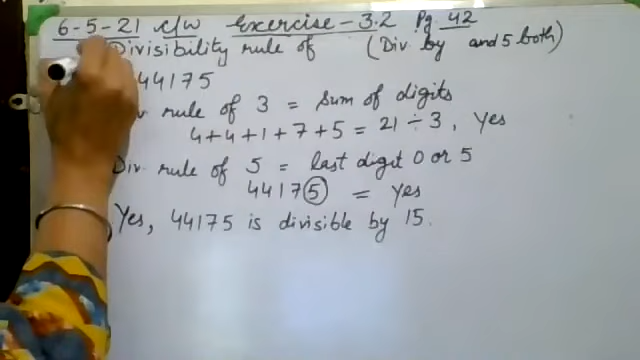 6-5-21 c/w Exercise-3.2 Pg 42
Divisibility rule of (Div by and 5 both)
44175
rule of 3 = Sum of digits
4+4+1+7+5 = 21 ÷ 3, Yes
Div rule of 5 = last digit 0 or 5
44175 = Yes
Yes, 44175 is divisible by 15.